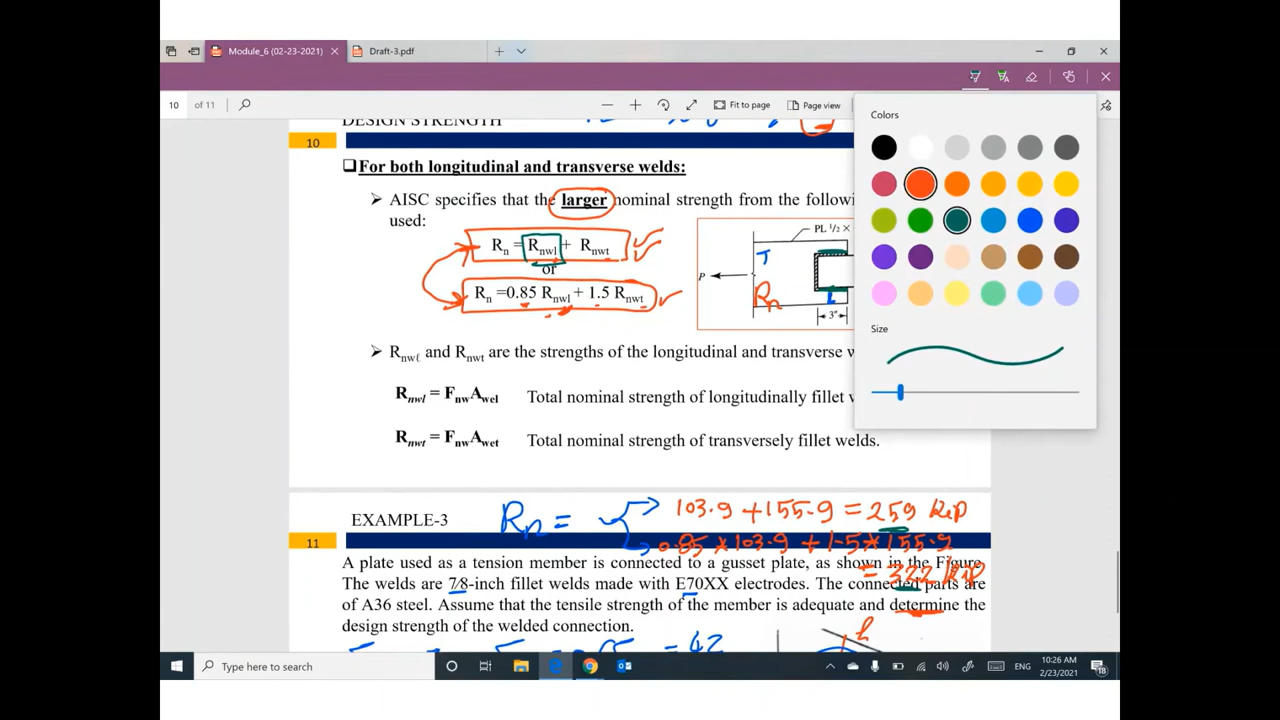 Module_6 (02-23-2021)
Draft-3.pdf
10 of 11
Fit to page
Page view
DESIGN STRENGTH
10
For both longitudinal and transverse welds:
AISC specifies that the larger nominal strength from the followi
used:
Rn = Rnwl + Rnwt
or
Rn =0.85 Rnwl + 1.5 Rnwt
PL 1/2 ×
T
P
Rn
L
3"
Rnwℓ and Rnwt are the strengths of the longitudinal and transverse w
Rnwl = FnwAwel Total nominal strength of longitudinally fillet w
Rnwt = FnwAwet Total nominal strength of transversely fillet welds.
Colors
Size
EXAMPLE-3
Rn =
103.9 + 155.9 = 259 kip
0.85 * 103.9 + 1.5 * 155.9
= 322 kip
11
A plate used as a tension member is connected to a gusset plate, as shown in the Figure.
The welds are 7⁄8-inch fillet welds made with E70XX electrodes. The connected parts are
of A36 steel. Assume that the tensile strength of the member is adequate and determine the
design strength of the welded connection.
= 42
h
Type here to search
ENG
10:26 AM
2/23/2021
18